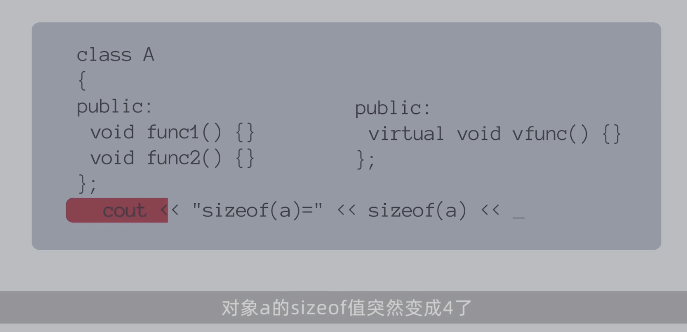 class A
{
public:
void func1() {}
void func2() {}
};
public:
virtual void vfunc() {}
};
cout << "sizeof(a)=" << sizeof(a) << _
对象a的sizeof值突然变成4了